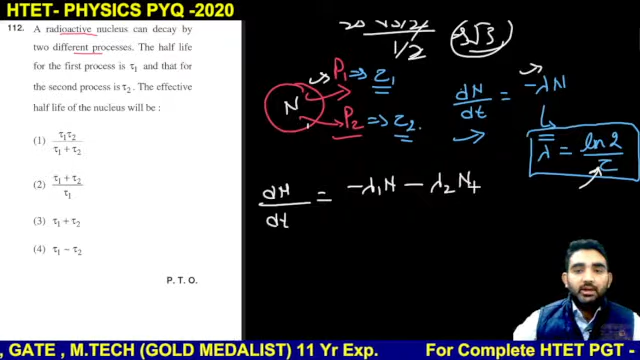 HTET- PHYSICS PYQ -2020
112. A radioactive nucleus can decay by
two different processes. The half life
for the first process is τ1 and that for
the second process is τ2. The effective
half life of the nucleus will be :
(1) τ1τ2 / τ1 + τ2
(2) τ1 + τ2 / τ1
(3) τ1 + τ2
(4) τ1 − τ2
P. T. O.
1/2
N
P1 ⇒ τ1
P2 ⇒ τ2.
dN/dt = -λN
λ = ln2/τ
dN/dt = -λ1N - λ2N
, GATE , M.TECH (GOLD MEDALIST) 11 Yr Exp. For Complete HTET PGT -